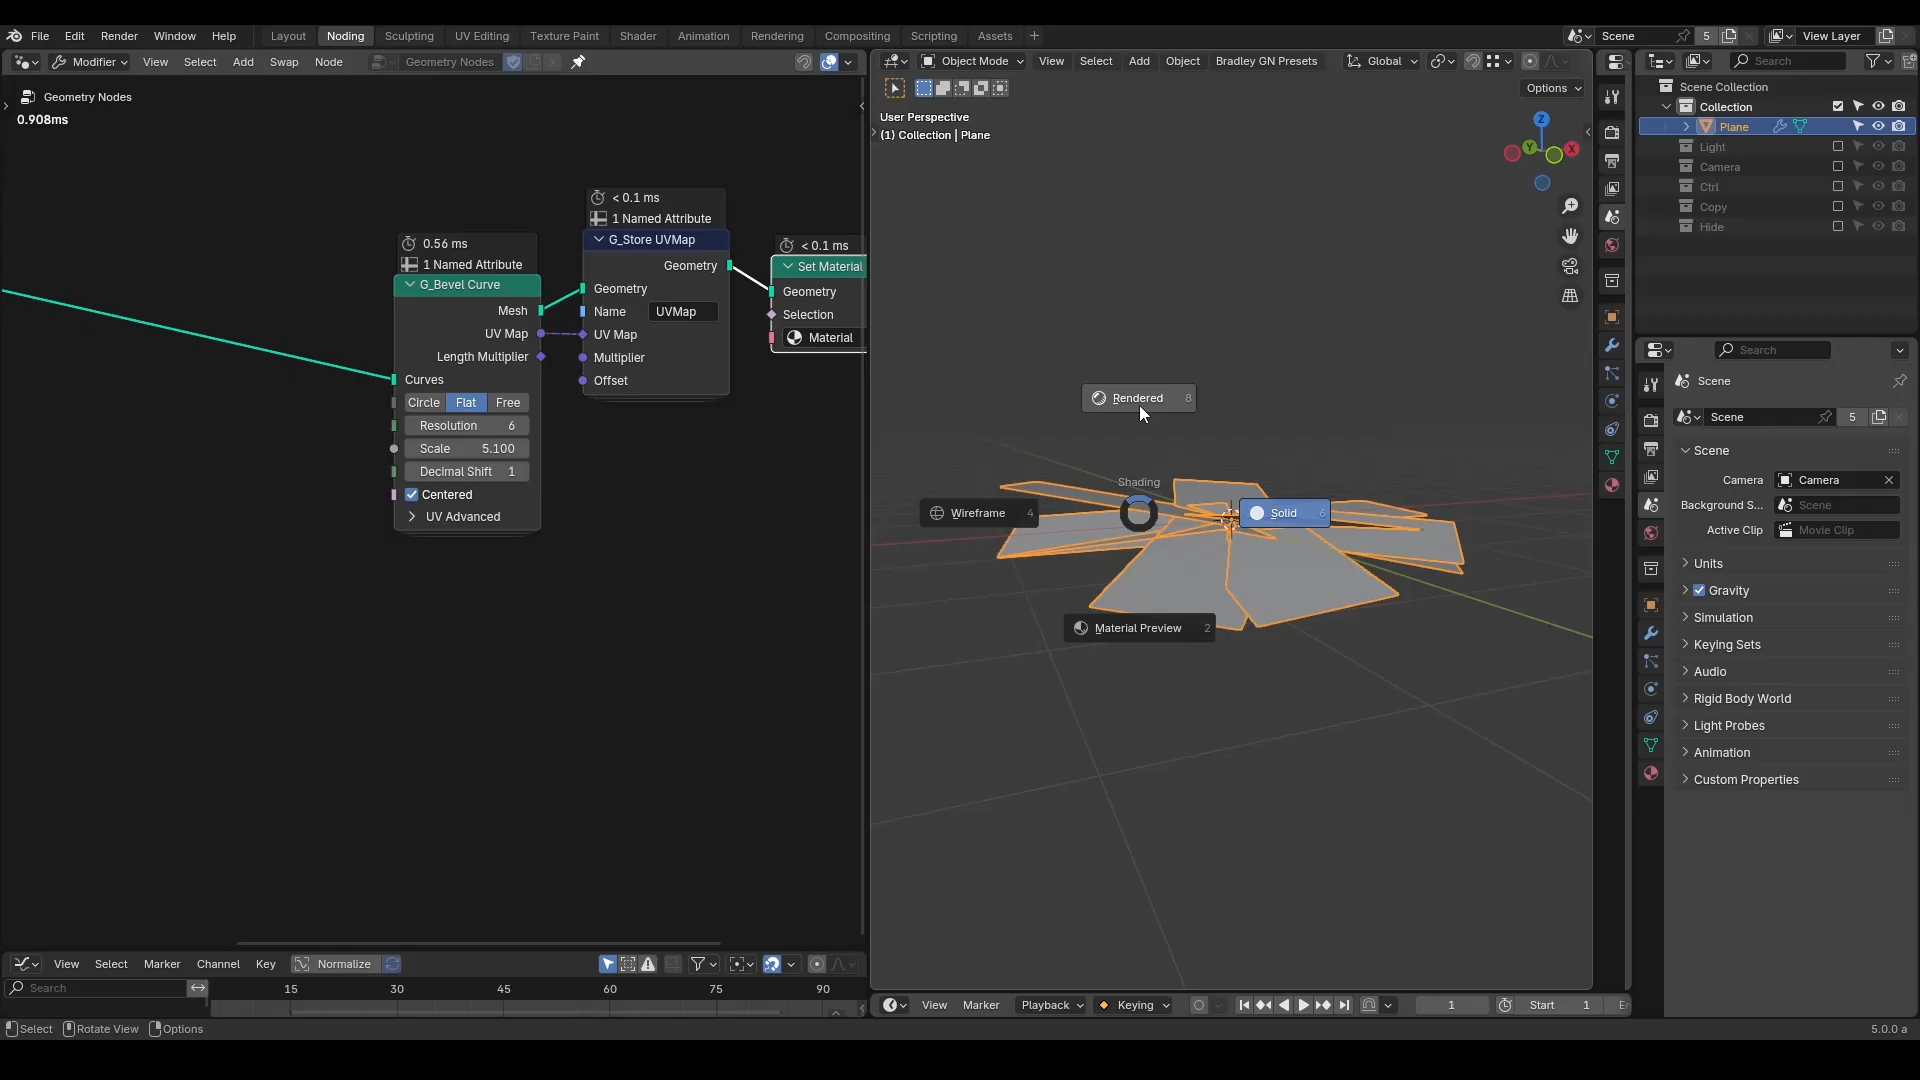 File Edit Render Window Help Layout Noding Sculpting UV Editing Texture Paint Shader Animation Rendering Compositing Scripting Assets Scene 5 View Layer
Modifier View Select Add Swap Node Geometry Nodes
Object Mode View Select Add Object Bradley GN Presets Global
Search
Options
Geometry Nodes
0.908ms
User Perspective
(1) Collection | Plane
Z
Y
X
Scene Collection
Collection
Plane
Light
Camera
Ctrl
Copy
Hide
< 0.1 ms
1 Named Attribute
G_Store UVMap
Geometry
Geometry
Name UVMap
UV Map
Multiplier
Offset
0.56 ms
1 Named Attribute
G_Bevel Curve
Mesh
UV Map
Length Multiplier
Curves
Circle Flat Free
Resolution 6
Scale 5.100
Decimal Shift 1
Centered
UV Advanced
< 0.1 ms
Set Material
Geometry
Selection
Material
Rendered 8
Shading
Wireframe 4
Solid 6
Material Preview 2
Search
Scene
Scene 5
Scene
Camera Camera
Background S... Scene
Active Clip Movie Clip
Units
Gravity
Simulation
Keying Sets
Audio
Rigid Body World
Light Probes
Animation
Custom Properties
View Select Marker Channel Key Normalize
Search
15 30 45 60 75 90
View Marker Playback Keying 1 Start 1
Select Rotate View Options
5.0.0 a